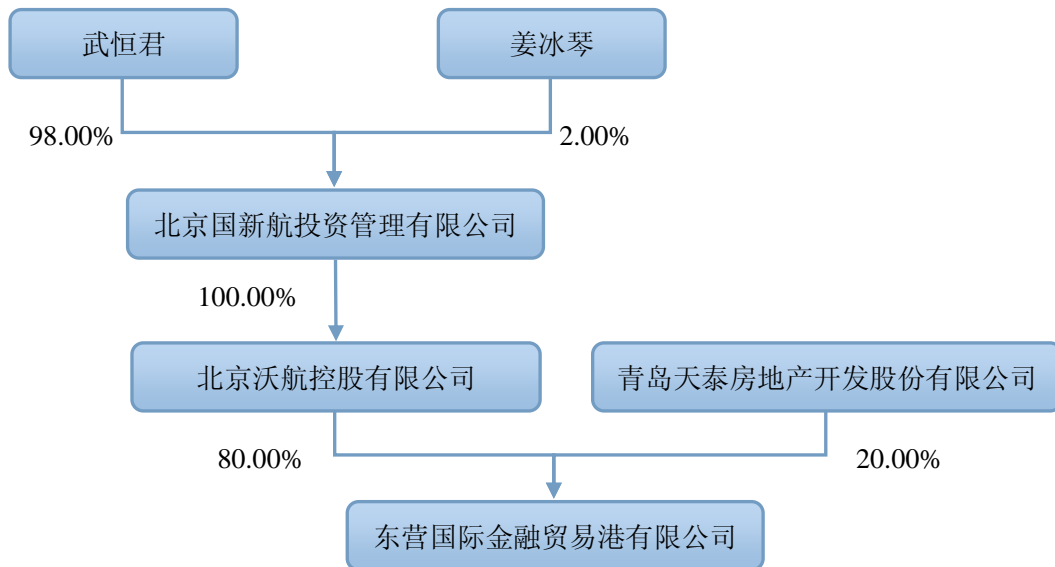 武恒君
姜冰琴
98.00%
2.00%
北京国新航投资管理有限公司
100.00%
北京沃航控股有限公司
青岛天泰房地产开发股份有限公司
80.00%
20.00%
东营国际金融贸易港有限公司